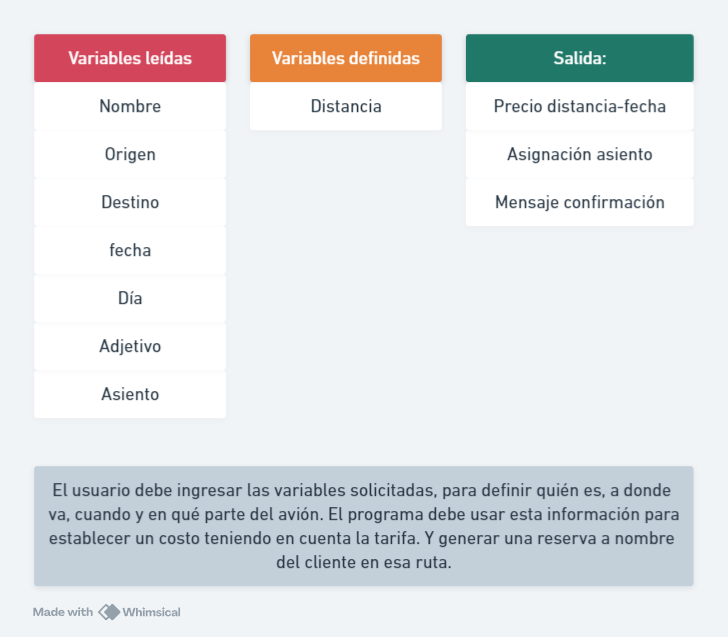 Variables leídas
Nombre
Origen
Destino
fecha
Día
Adjetivo
Asiento
Variables definidas
Distancia
Salida:
Precio distancia-fecha
Asignación asiento
Mensaje confirmación
El usuario debe ingresar las variables solicitadas, para definir quién es, a donde
va, cuando y en qué parte del avión. El programa debe usar esta información para
establecer un costo teniendo en cuenta la tarifa. Y generar una reserva a nombre
del cliente en esa ruta.
Made with Whimsical